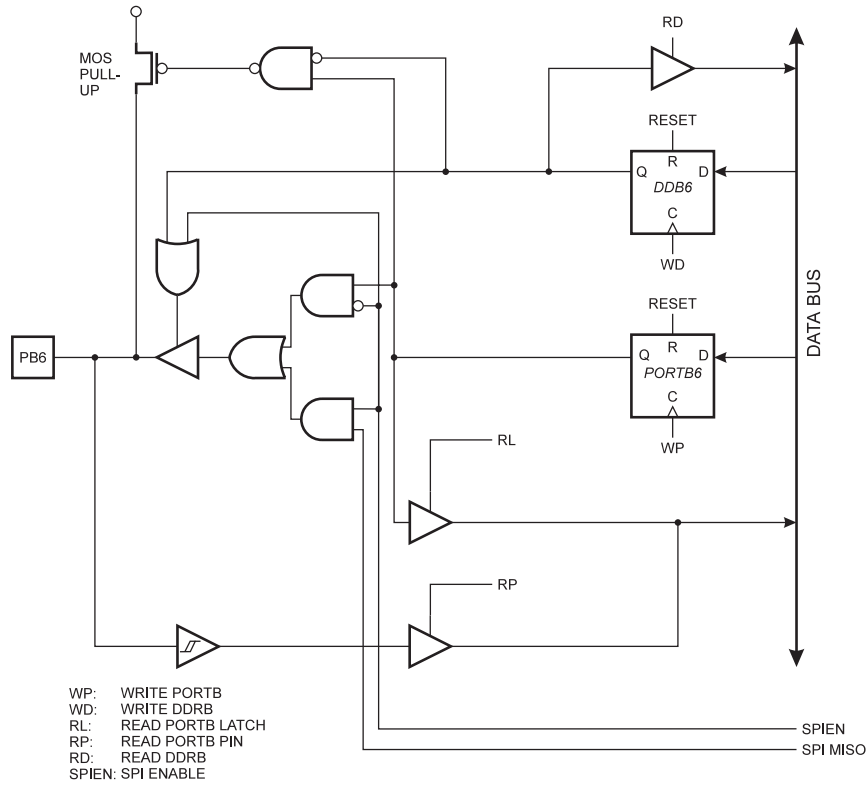 RD
MOS
PULL-
UP
RESET
R
Q
D
DDB6
C
WD
DATA BUS
RESET
PB6
R
Q
D
PORTB6
C
WP
RL
RP
WP: WRITE PORTB
WD: WRITE DDRB
RL: READ PORTB LATCH
RP: READ PORTB PIN
RD: READ DDRB
SPIEN: SPI ENABLE
SPIEN
SPI MISO